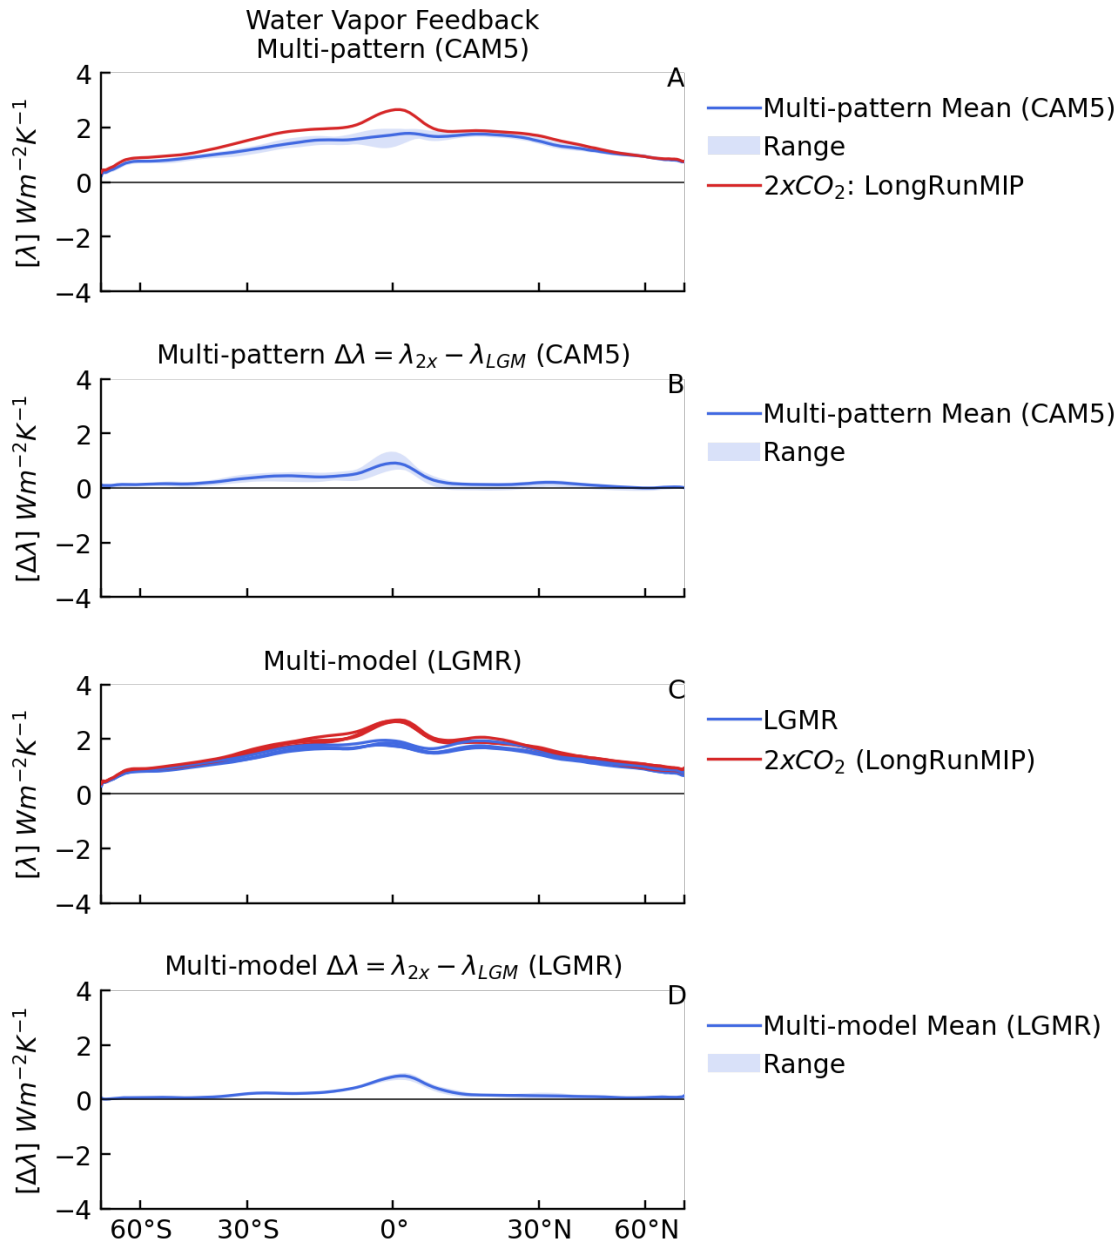 Water Vapor Feedback
Multi-pattern (CAM5)
A
4
2
0
−2
−4
[λ] Wm⁻²K⁻¹
Multi-pattern Mean (CAM5)
Range
2xCO₂: LongRunMIP
Multi-pattern Δλ = λ₂ₓ − λ_LGM (CAM5)
B
4
2
0
−2
−4
[Δλ] Wm⁻²K⁻¹
Multi-pattern Mean (CAM5)
Range
Multi-model (LGMR)
C
4
2
0
−2
−4
[λ] Wm⁻²K⁻¹
LGMR
2xCO₂ (LongRunMIP)
Multi-model Δλ = λ₂ₓ − λ_LGM (LGMR)
D
4
2
0
−2
−4
[Δλ] Wm⁻²K⁻¹
Multi-model Mean (LGMR)
Range
60°S 30°S 0° 30°N 60°N